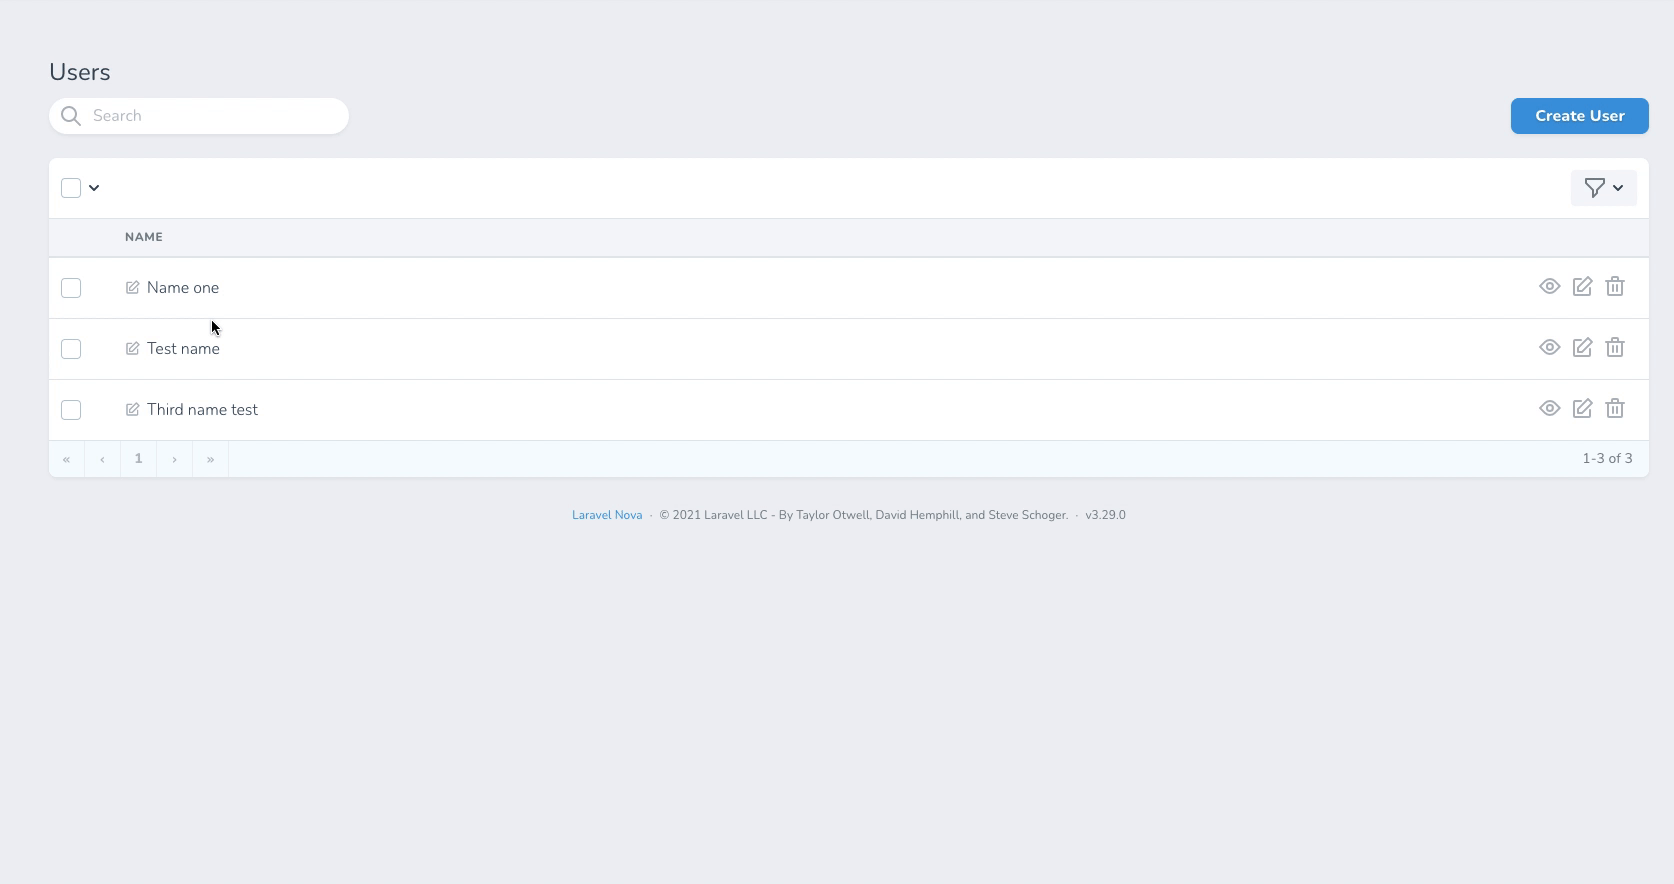 Users
Search
Create User
NAME
Name one
Test name
Third name test
« ‹ 1 › » 1-3 of 3
Laravel Nova · © 2021 Laravel LLC - By Taylor Otwell, David Hemphill, and Steve Schoger. · v3.29.0